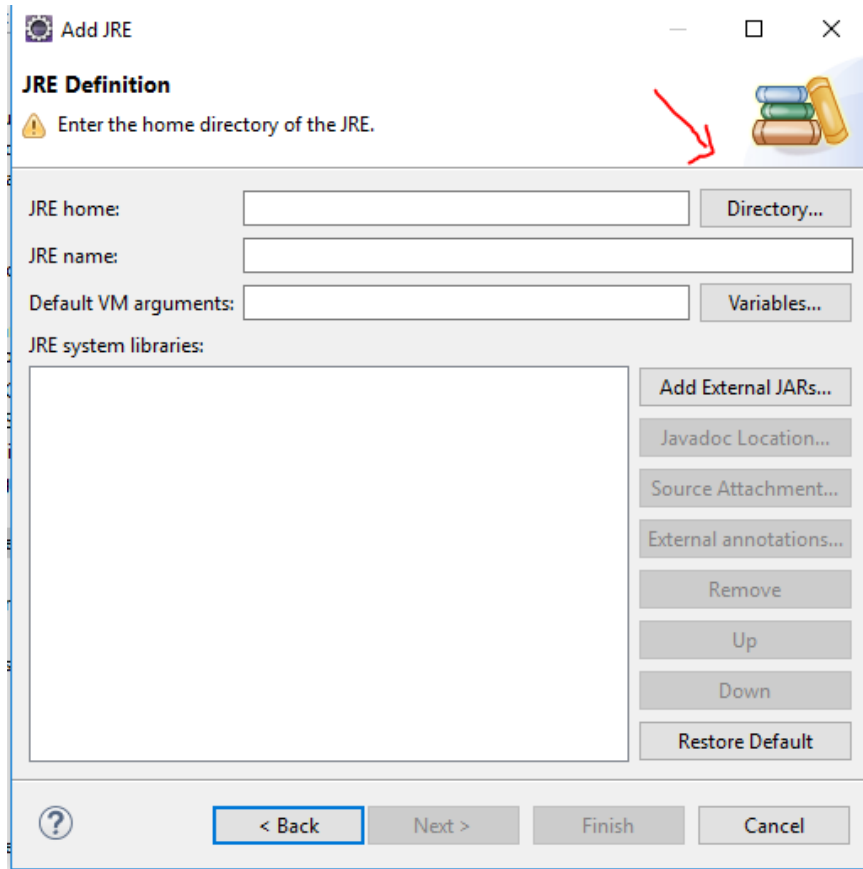 Add JRE
JRE Definition
Enter the home directory of the JRE.
JRE home:
Directory...
JRE name:
Default VM arguments:
Variables...
JRE system libraries:
Add External JARs...
Javadoc Location...
Source Attachment...
External annotations...
Remove
Up
Down
Restore Default
?
< Back
Next >
Finish
Cancel